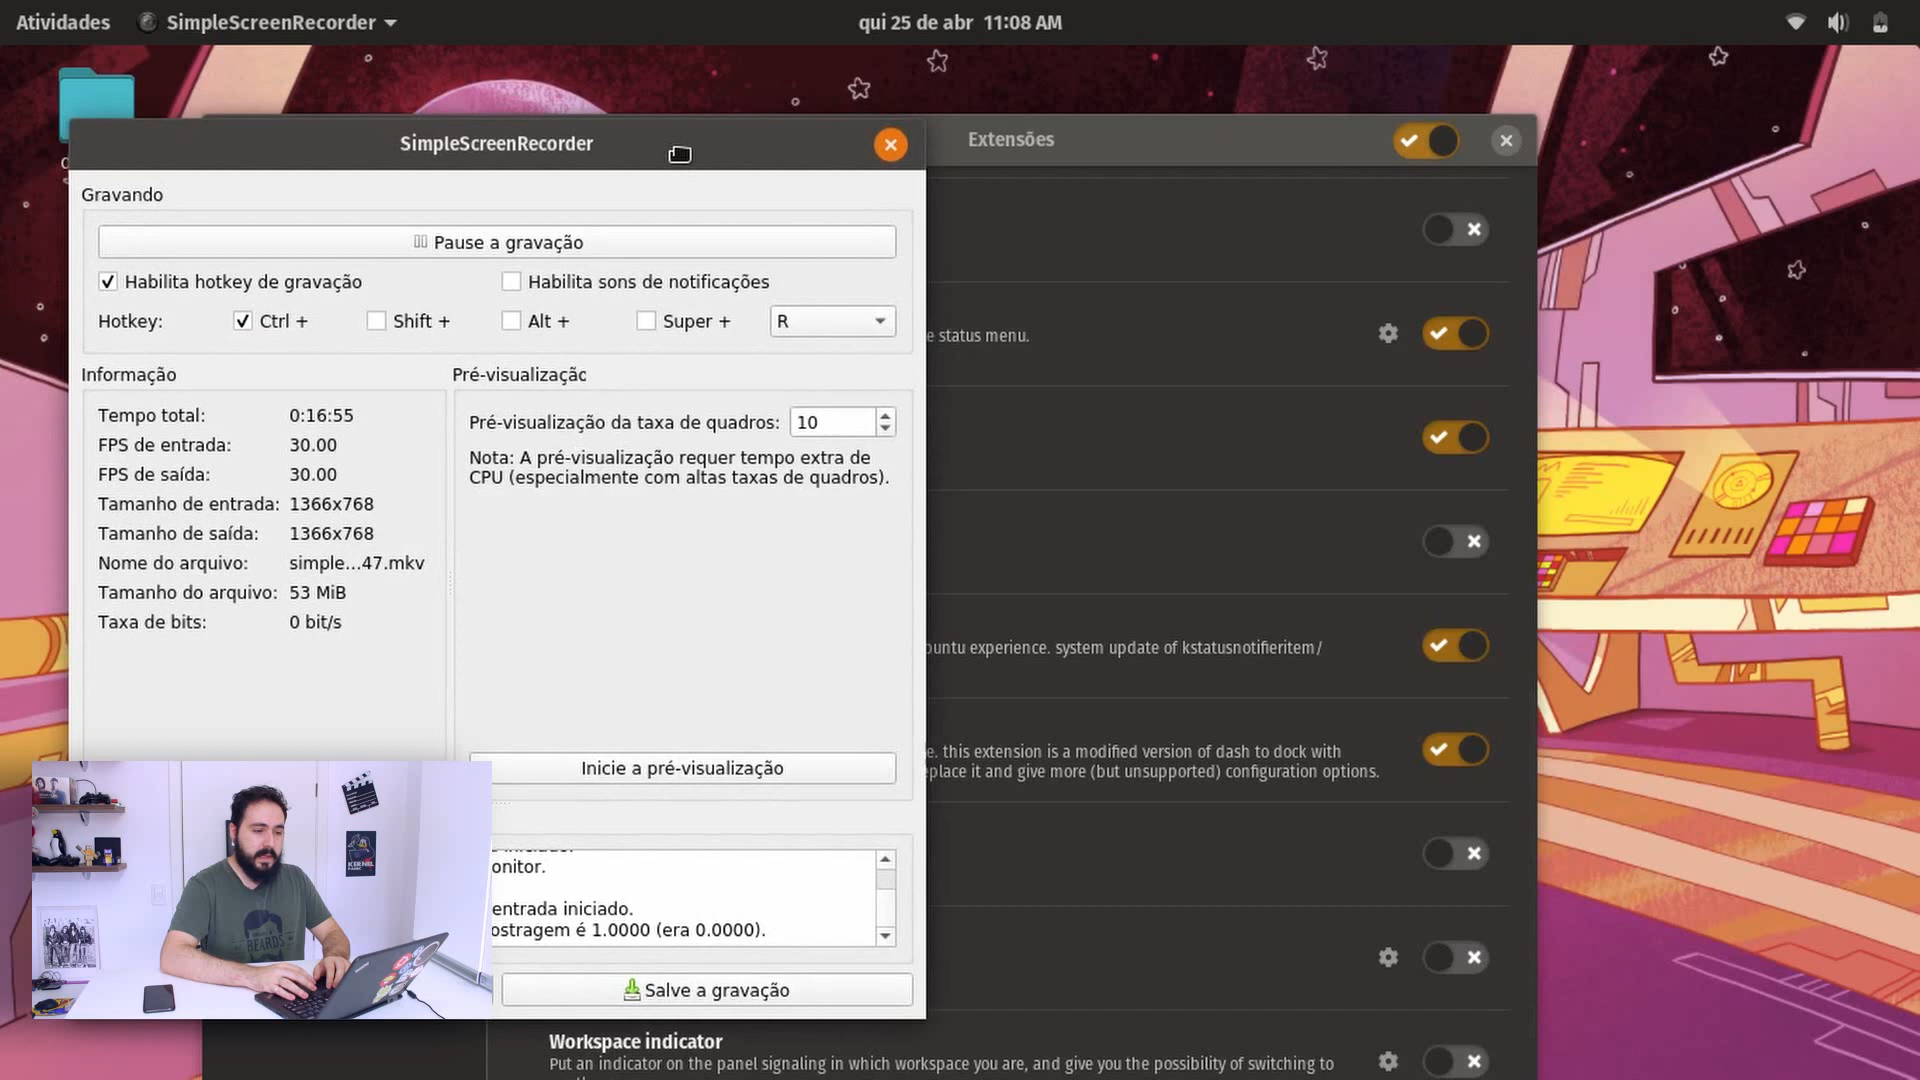 Atividades
SimpleScreenRecorder
qui 25 de abr 11:08 AM
SimpleScreenRecorder
Extensões
Gravando
Pause a gravação
Habilita hotkey de gravação
Habilita sons de notificações
Hotkey:
Ctrl +
Shift +
Alt +
Super +
R
e status menu.
Informação
Pré-visualização
Tempo total: 0:16:55
FPS de entrada: 30.00
FPS de saída: 30.00
Tamanho de entrada: 1366x768
Tamanho de saída: 1366x768
Nome do arquivo: simple...47.mkv
Tamanho do arquivo: 53 MiB
Taxa de bits: 0 bit/s
Pré-visualização da taxa de quadros: 10
Nota: A pré-visualização requer tempo extra de
CPU (especialmente com altas taxas de quadros).
Inicie a pré-visualização
buntu experience. system update of kstatusnotifieritem/
e. this extension is a modified version of dash to dock with
eplace it and give more (but unsupported) configuration options.
onitor.
entrada iniciado.
ostragem é 1.0000 (era 0.0000).
Salve a gravação
KERNEL
BEARDS
Workspace indicator
Put an indicator on the panel signaling in which workspace you are, and give you the possibility of switching to